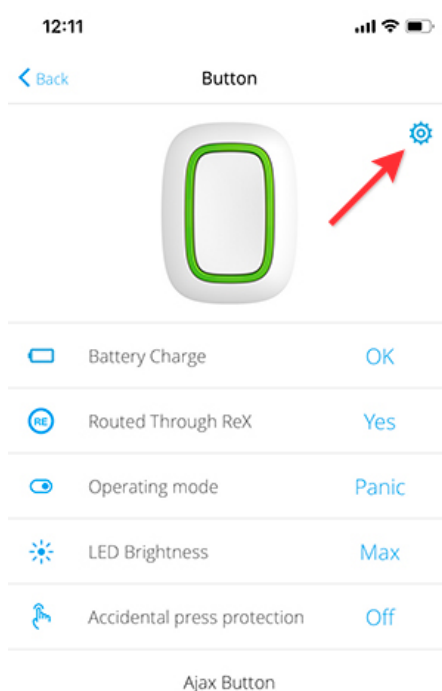 12:11
Back
Button
Battery Charge OK
RE Routed Through ReX Yes
Operating mode Panic
LED Brightness Max
Accidental press protection Off
Ajax Button